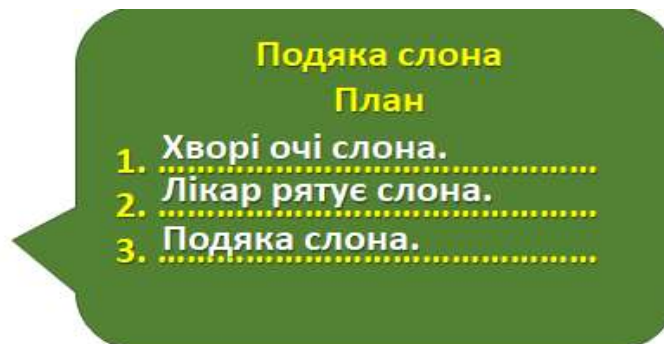 Подяка слона
План
1. Хворі очі слона.
2. Лікар рятує слона.
3. Подяка слона.